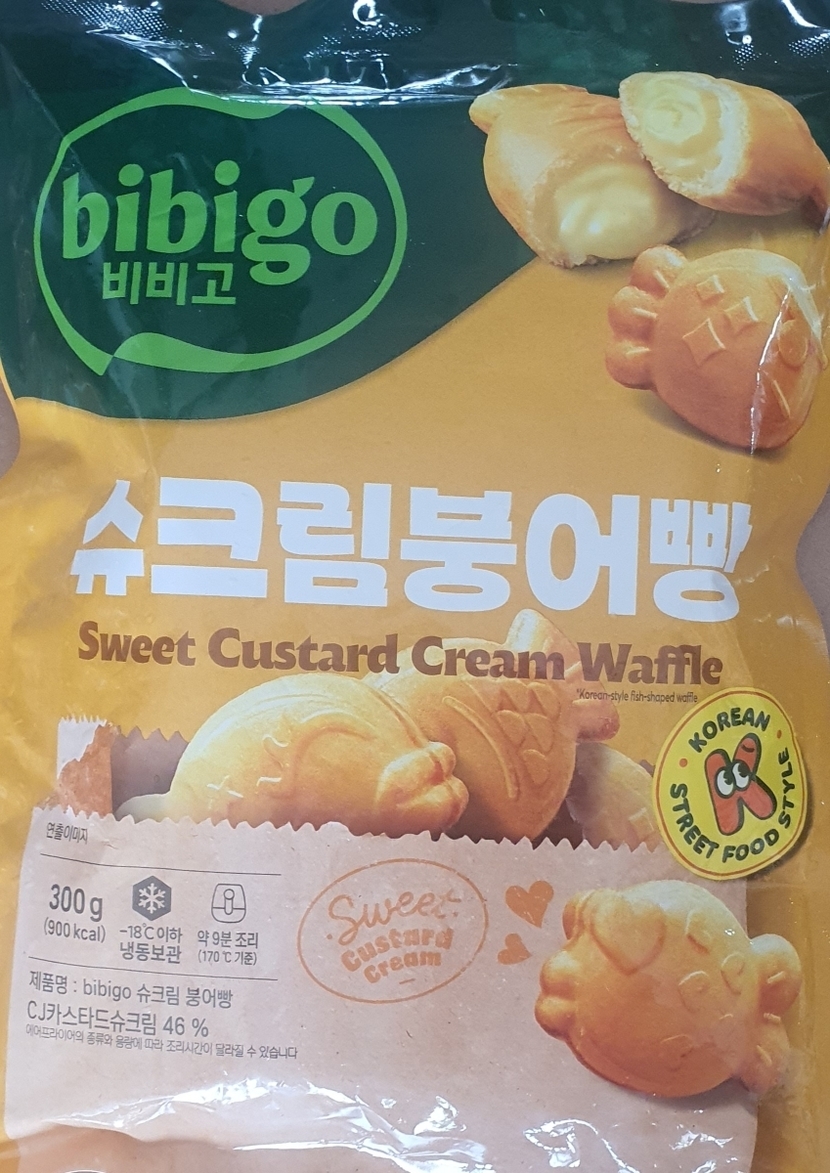 bibigo
비비고
슈크림붕어빵
Sweet Custard Cream Waffle
*Korean-style fish-shaped waffle
KOREAN
K
STREET FOOD STYLE
연출이미지
300 g
(900 kcal)
-18℃ 이하
냉동보관
약 9분 조리
(170 ℃ 기준)
Sweet
Custard
Cream
제품명 : bibigo 슈크림 붕어빵
CJ카스타드슈크림 46 %
에어프라이어의 종류와 용량에 따라 조리시간이 달라질 수 있습니다